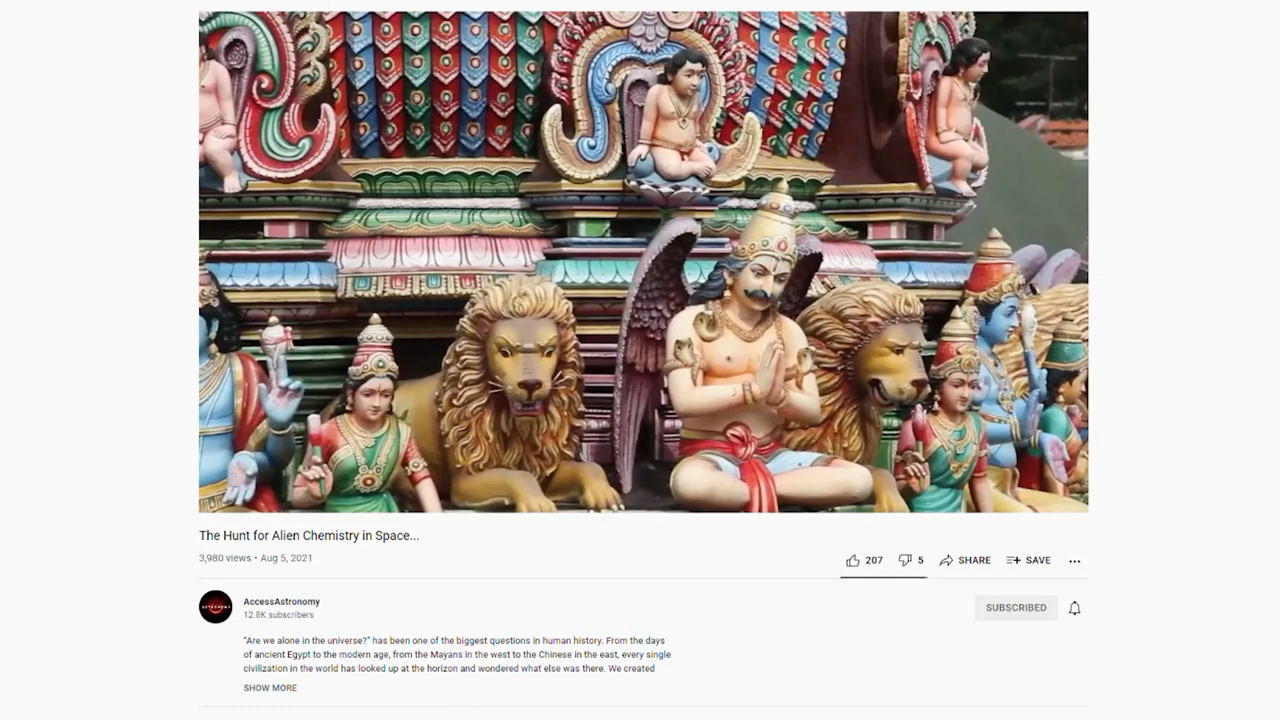 The Hunt for Alien Chemistry in Space...
3,980 views • Aug 5, 2021
207
5
SHARE
SAVE
ASTRONOMY
AccessAstronomy
12.8K subscribers
SUBSCRIBED
"Are we alone in the universe?" has been one of the biggest questions in human history. From the days
of ancient Egypt to the modern age, from the Mayans in the west to the Chinese in the east, every single
civilization in the world has looked up at the horizon and wondered what else was there. We created
SHOW MORE